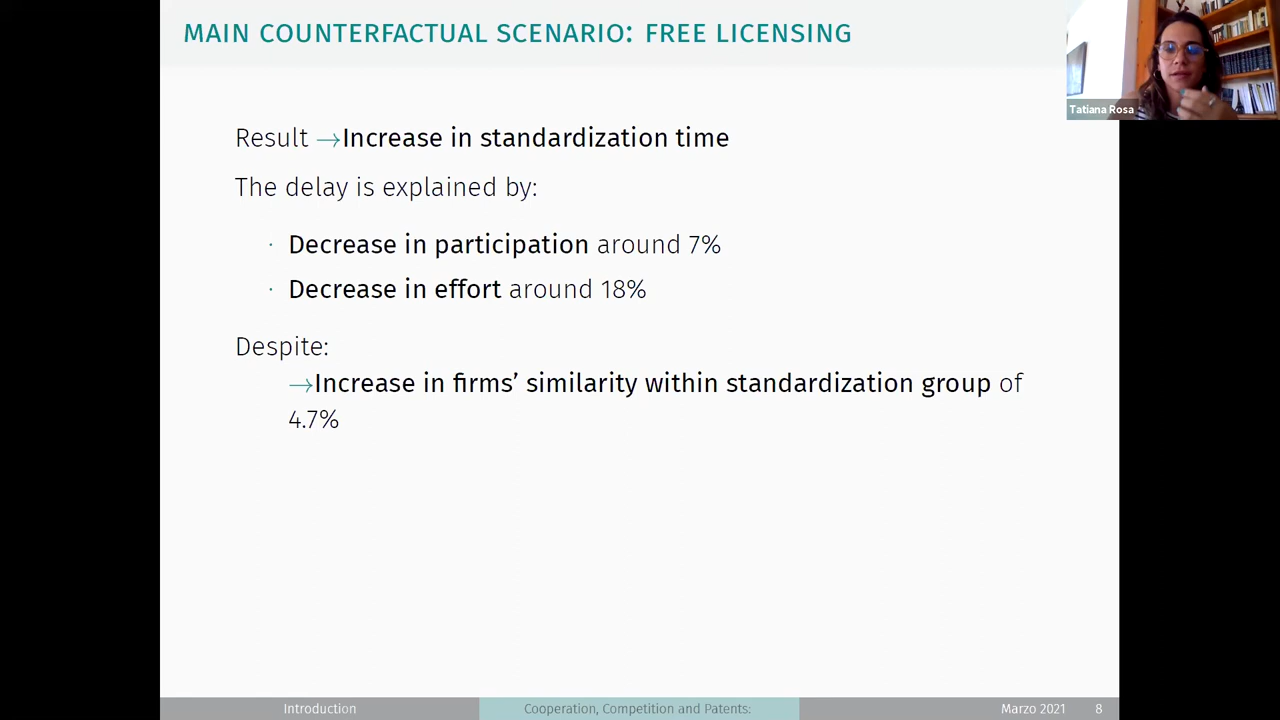 MAIN COUNTERFACTUAL SCENARIO: FREE LICENSING
Tatiana Rosa
Result →Increase in standardization time
The delay is explained by:
· Decrease in participation around 7%
· Decrease in effort around 18%
Despite:
→Increase in firms’ similarity within standardization group of
4.7%
Introduction
Cooperation, Competition and Patents:
Marzo 2021
8